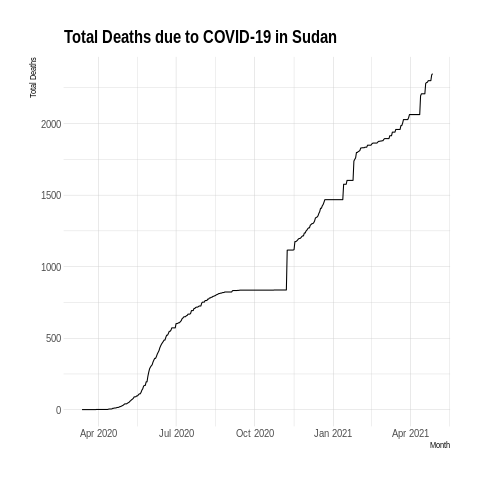 Total Deaths due to COVID-19 in Sudan
Total Deaths
2000
1500
1000
500
0
Apr 2020 Jul 2020 Oct 2020 Jan 2021 Apr 2021
Month